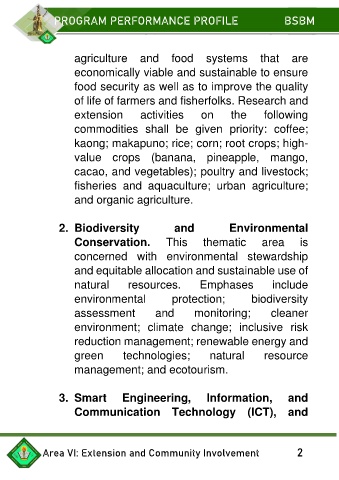 PROGRAM PERFORMANCE PROFILE BSBM
agriculture and food systems that are
economically viable and sustainable to ensure
food security as well as to improve the quality
of life of farmers and fisherfolks. Research and
extension activities on the following
commodities shall be given priority: coffee;
kaong; makapuno; rice; corn; root crops; high-
value crops (banana, pineapple, mango,
cacao, and vegetables); poultry and livestock;
fisheries and aquaculture; urban agriculture;
and organic agriculture.
2. Biodiversity and Environmental
Conservation. This thematic area is
concerned with environmental stewardship
and equitable allocation and sustainable use of
natural resources. Emphases include
environmental protection; biodiversity
assessment and monitoring; cleaner
environment; climate change; inclusive risk
reduction management; renewable energy and
green technologies; natural resource
management; and ecotourism.
3. Smart Engineering, Information, and
Communication Technology (ICT), and
Area VI: Extension and Community Involvement 2